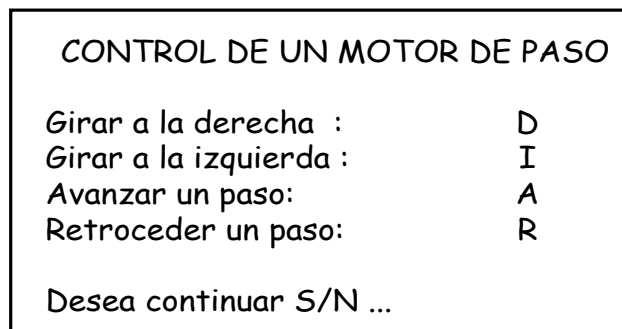 CONTROL DE UN MOTOR DE PASO
Girar a la derecha : D
Girar a la izquierda : I
Avanzar un paso: A
Retroceder un paso: R
Desea continuar S/N ...